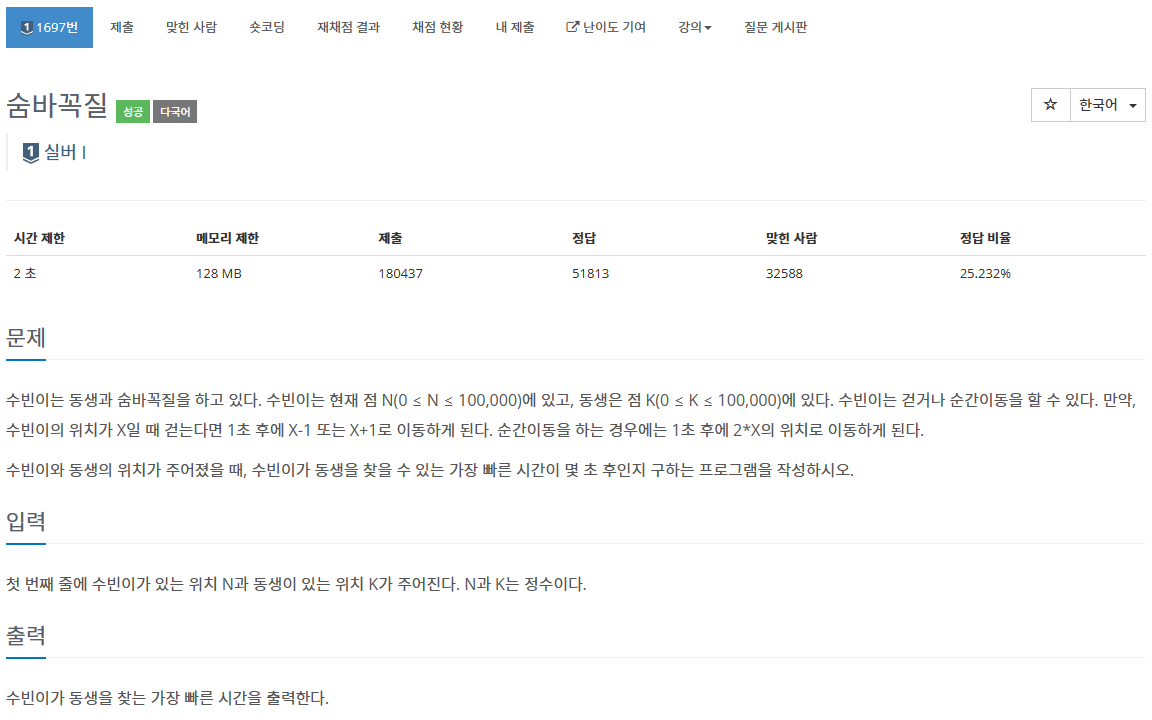 1 1697번 제출 맞힌 사람 숏코딩 재채점 결과 채점 현황 내 제출 난이도 기여 강의 질문 게시판
숨바꼭질 성공 다국어 ☆ 한국어
1 실버 I
시간 제한 메모리 제한 제출 정답 맞힌 사람 정답 비율
2 초 128 MB 180437 51813 32588 25.232%
문제
수빈이는 동생과 숨바꼭질을 하고 있다. 수빈이는 현재 점 N(0 ≤ N ≤ 100,000)에 있고, 동생은 점 K(0 ≤ K ≤ 100,000)에 있다. 수빈이는 걷거나 순간이동을 할 수 있다. 만약,
수빈이의 위치가 X일 때 걷는다면 1초 후에 X-1 또는 X+1로 이동하게 된다. 순간이동을 하는 경우에는 1초 후에 2*X의 위치로 이동하게 된다.
수빈이와 동생의 위치가 주어졌을 때, 수빈이가 동생을 찾을 수 있는 가장 빠른 시간이 몇 초 후인지 구하는 프로그램을 작성하시오.
입력
첫 번째 줄에 수빈이가 있는 위치 N과 동생이 있는 위치 K가 주어진다. N과 K는 정수이다.
출력
수빈이가 동생을 찾는 가장 빠른 시간을 출력한다.